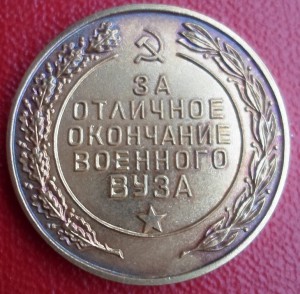 ЗА
ОТЛИЧНОЕ
ОКОНЧАНИЕ
ВОЕННОГО
ВУЗА